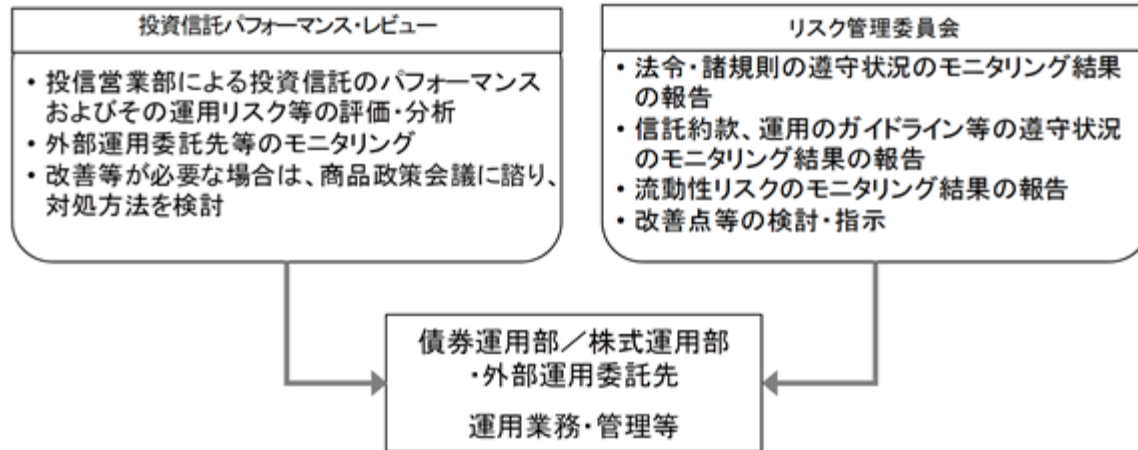 投資信託パフォーマンス・レビュー
・投信営業部による投資信託のパフォーマンス
およびその運用リスク等の評価・分析
・外部運用委託先等のモニタリング
・改善等が必要な場合は、商品政策会議に諮り、
対処方法を検討
リスク管理委員会
・法令・諸規則の遵守状況のモニタリング結果
の報告
・信託約款、運用のガイドライン等の遵守状況
のモニタリング結果の報告
・流動性リスクのモニタリング結果の報告
・改善点等の検討・指示
債券運用部／株式運用部
・外部運用委託先
運用業務・管理等